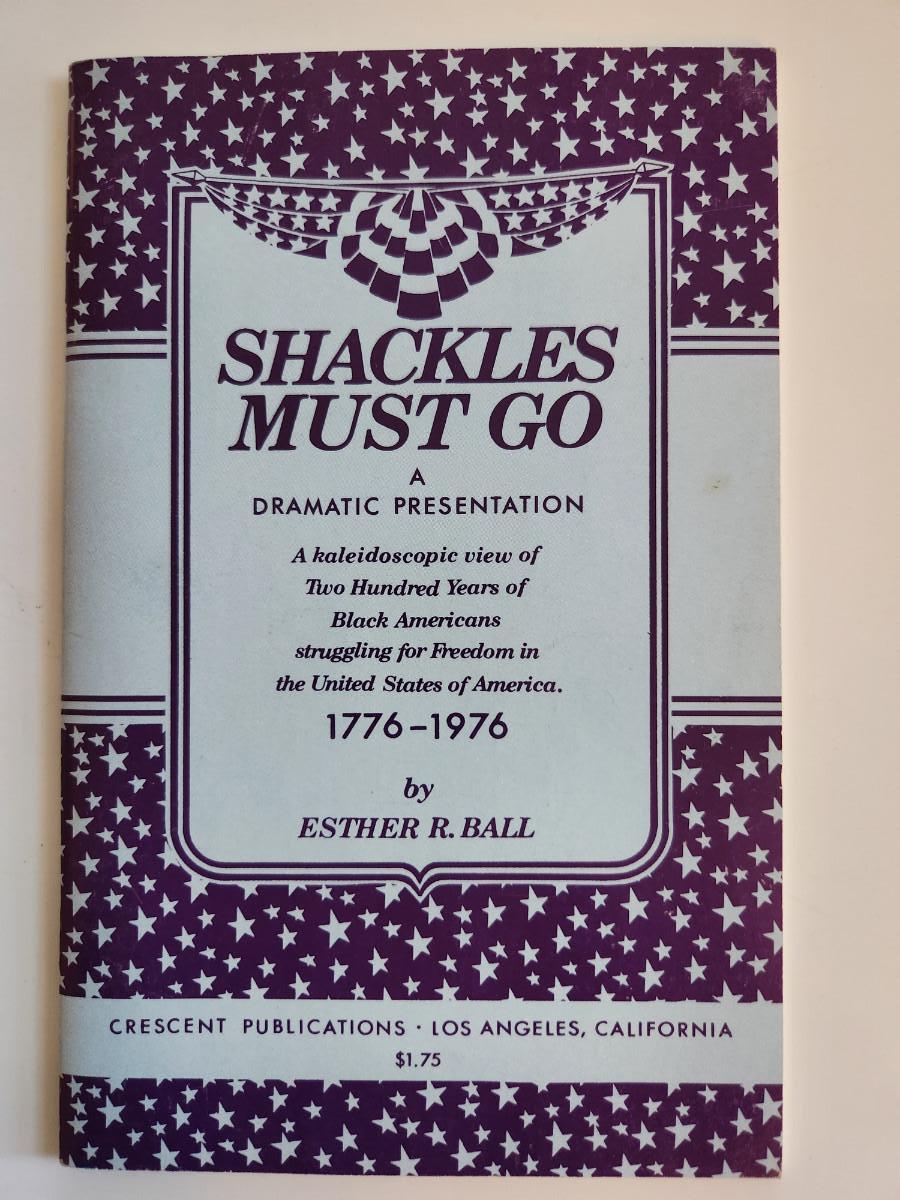 SHACKLES
MUST GO
A
DRAMATIC PRESENTATION
A kaleidoscopic view of
Two Hundred Years of
Black Americans
struggling for Freedom in
the United States of America.
1776–1976
by
ESTHER R. BALL
CRESCENT PUBLICATIONS · LOS ANGELES, CALIFORNIA
$1.75